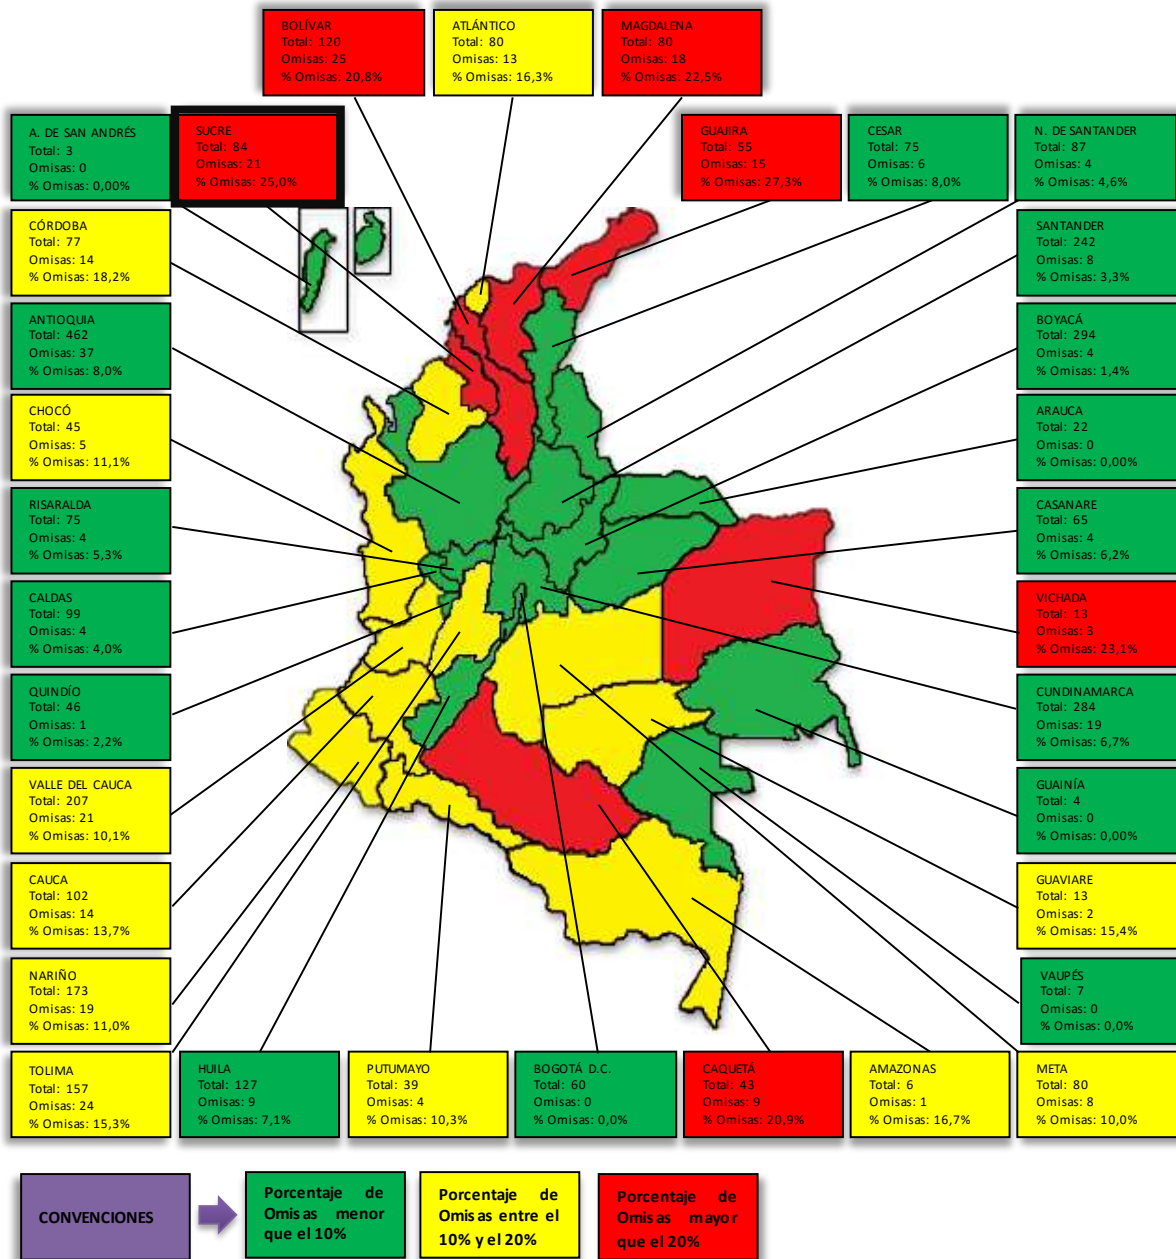 BOLÍVAR
Total: 120
Omisas: 25
% Omisas: 20,8%
ATLÁNTICO
Total: 80
Omisas: 13
% Omisas: 16,3%
MAGDALENA
Total: 80
Omisas: 18
% Omisas: 22,5%
A. DE SAN ANDRÉS
Total: 3
Omisas: 0
% Omisas: 0,00%
SUCRE
Total: 84
Omisas: 21
% Omisas: 25,0%
GUAJIRA
Total: 55
Omisas: 15
% Omisas: 27,3%
CESAR
Total: 75
Omisas: 6
% Omisas: 8,0%
N. DE SANTANDER
Total: 87
Omisas: 4
% Omisas: 4,6%
CÓRDOBA
Total: 77
Omisas: 14
% Omisas: 18,2%
SANTANDER
Total: 242
Omisas: 8
% Omisas: 3,3%
ANTIOQUIA
Total: 462
Omisas: 37
% Omisas: 8,0%
BOYACÁ
Total: 294
Omisas: 4
% Omisas: 1,4%
CHOCÓ
Total: 45
Omisas: 5
% Omisas: 11,1%
ARAUCA
Total: 22
Omisas: 0
% Omisas: 0,00%
RISARALDA
Total: 75
Omisas: 4
% Omisas: 5,3%
CASANARE
Total: 65
Omisas: 4
% Omisas: 6,2%
CALDAS
Total: 99
Omisas: 4
% Omisas: 4,0%
VICHADA
Total: 13
Omisas: 3
% Omisas: 23,1%
QUINDÍO
Total: 46
Omisas: 1
% Omisas: 2,2%
CUNDINAMARCA
Total: 284
Omisas: 19
% Omisas: 6,7%
VALLE DEL CAUCA
Total: 207
Omisas: 21
% Omisas: 10,1%
GUAINÍA
Total: 4
Omisas: 0
% Omisas: 0,00%
CAUCA
Total: 102
Omisas: 14
% Omisas: 13,7%
GUAVIARE
Total: 13
Omisas: 2
% Omisas: 15,4%
NARIÑO
Total: 173
Omisas: 19
% Omisas: 11,0%
VAUPÉS
Total: 7
Omisas: 0
% Omisas: 0,0%
TOLIMA
Total: 157
Omisas: 24
% Omisas: 15,3%
HUILA
Total: 127
Omisas: 9
% Omisas: 7,1%
PUTUMAYO
Total: 39
Omisas: 4
% Omisas: 10,3%
BOGOTÁ D.C.
Total: 60
Omisas: 0
% Omisas: 0,0%
CAQUETÁ
Total: 43
Omisas: 9
% Omisas: 20,9%
AMAZONAS
Total: 6
Omisas: 1
% Omisas: 16,7%
META
Total: 80
Omisas: 8
% Omisas: 10,0%
CONVENCIONES
Porcentaje de
Omisas menor
que el 10%
Porcentaje de
Omisas entre el
10% y el 20%
Porcentaje de
Omisas mayor
que el 20%